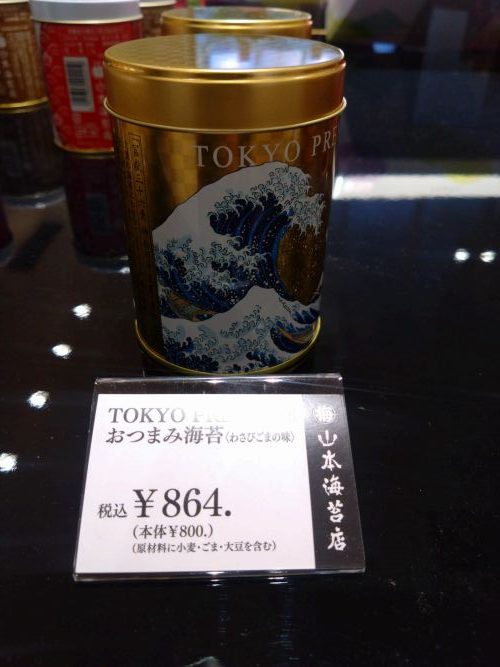 TOKYO PRE
TOKYO PRE
おつまみ海苔(わさびごまの味)
税込 ¥864.
(本体¥800.)
(原材料に小麦・ごま・大豆を含む)
山本海苔店